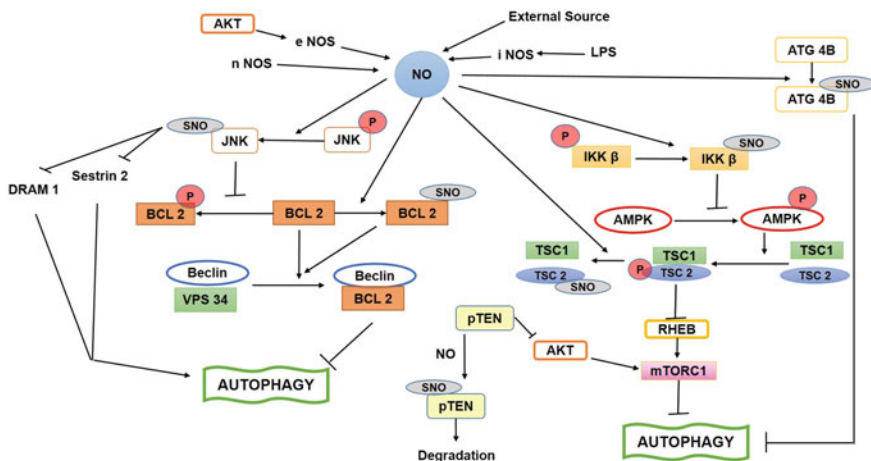 External Source
AKT
e NOS
n NOS
NO
i NOS
LPS
ATG 4B
SNO
ATG 4B
SNO
JNK
JNK
P
P
IKK β
IKK β
SNO
DRAM 1
Sestrin 2
P
BCL 2
BCL 2
BCL 2
SNO
AMPK
AMPK
P
Beclin
VPS 34
Beclin
BCL 2
TSC1
TSC 2
SNO
TSC1
P
TSC 2
TSC1
TSC 2
pTEN
NO
AKT
RHEB
mTORC1
SNO
pTEN
Degradation
AUTOPHAGY
AUTOPHAGY